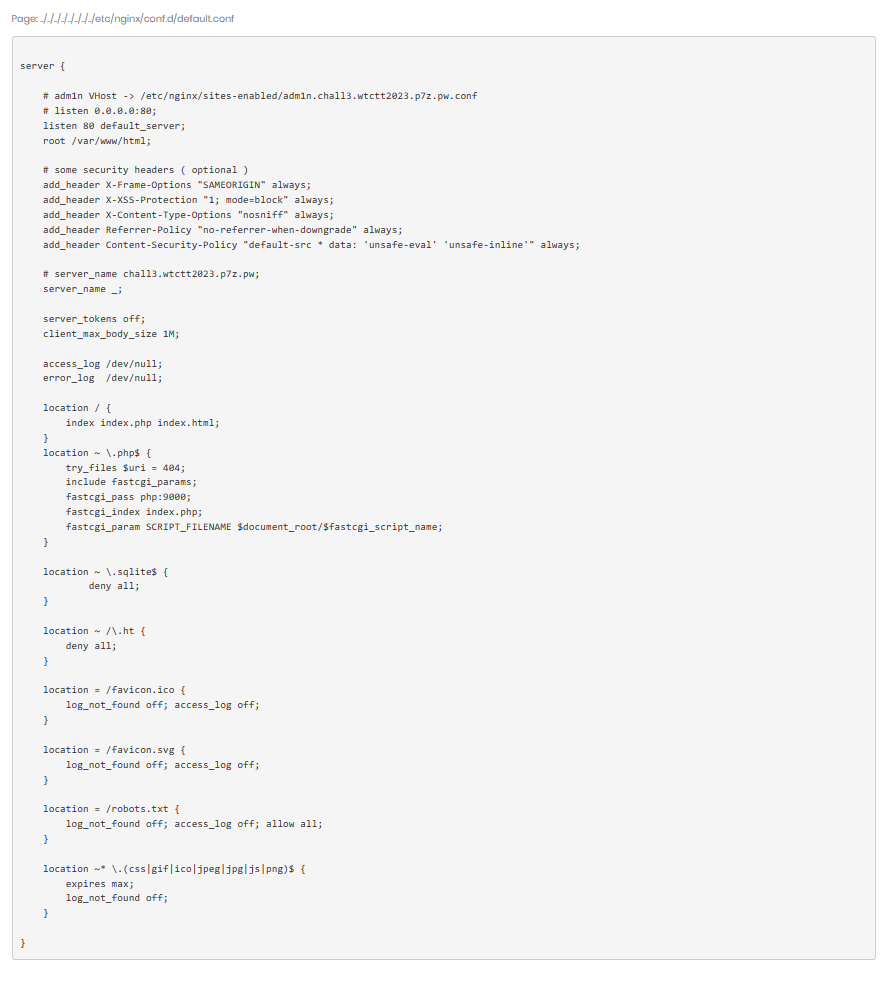 Page: ../../../../../../../../etc/nginx/conf.d/default.conf
server {
# adm1n VHost -> /etc/nginx/sites-enabled/adm1n.chall3.wtctt2023.p7z.pw.conf
# listen 0.0.0.0:80;
listen 80 default_server;
root /var/www/html;
# some security headers ( optional )
add_header X-Frame-Options "SAMEORIGIN" always;
add_header X-XSS-Protection "1; mode=block" always;
add_header X-Content-Type-Options "nosniff" always;
add_header Referrer-Policy "no-referrer-when-downgrade" always;
add_header Content-Security-Policy "default-src * data: 'unsafe-eval' 'unsafe-inline'" always;
# server_name chall3.wtctt2023.p7z.pw;
server_name _;
server_tokens off;
client_max_body_size 1M;
access_log /dev/null;
error_log  /dev/null;
location / {
index index.php index.html;
}
location ~ \.php$ {
try_files $uri = 404;
include fastcgi_params;
fastcgi_pass php:9000;
fastcgi_index index.php;
fastcgi_param SCRIPT_FILENAME $document_root/$fastcgi_script_name;
}
location ~ \.sqlite$ {
deny all;
}
location ~ /\.ht {
deny all;
}
location = /favicon.ico {
log_not_found off; access_log off;
}
location = /favicon.svg {
log_not_found off; access_log off;
}
location = /robots.txt {
log_not_found off; access_log off; allow all;
}
location ~* \.(css|gif|ico|jpeg|jpg|js|png)$ {
expires max;
log_not_found off;
}
}